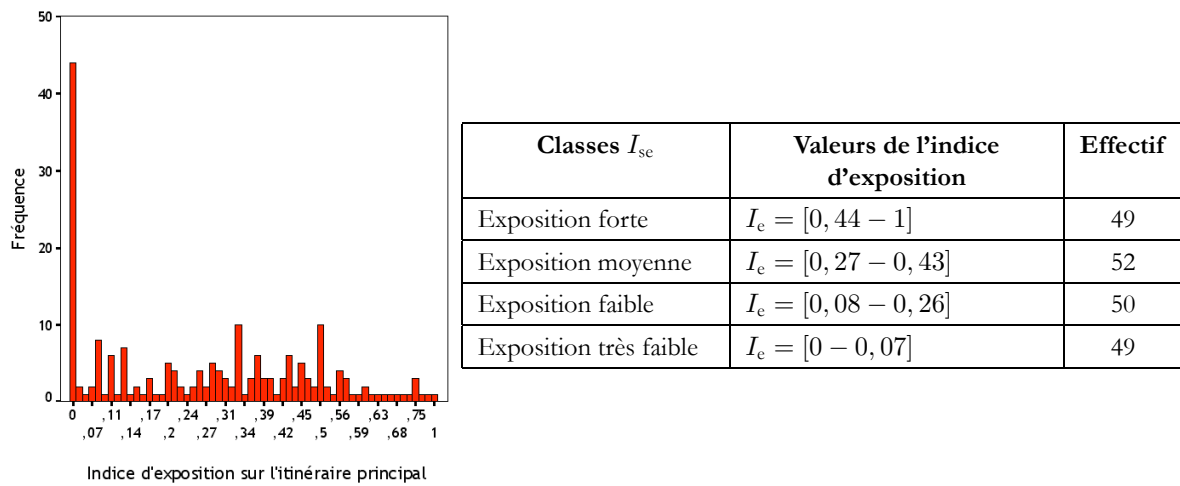 50
40
30
20
10
0
Fréquence
0 ,11 ,17 ,24 ,31 ,39 ,45 ,56 ,63 ,75
,07 ,14 ,2 ,27 ,34 ,42 ,5 ,59 ,68 1
Indice d'exposition sur l'itinéraire principal
Classes Ise Valeurs de l'indice d'exposition Effectif
Exposition forte Ie = [0, 44 − 1] 49
Exposition moyenne Ie = [0, 27 − 0, 43] 52
Exposition faible Ie = [0, 08 − 0, 26] 50
Exposition très faible Ie = [0 − 0, 07] 49